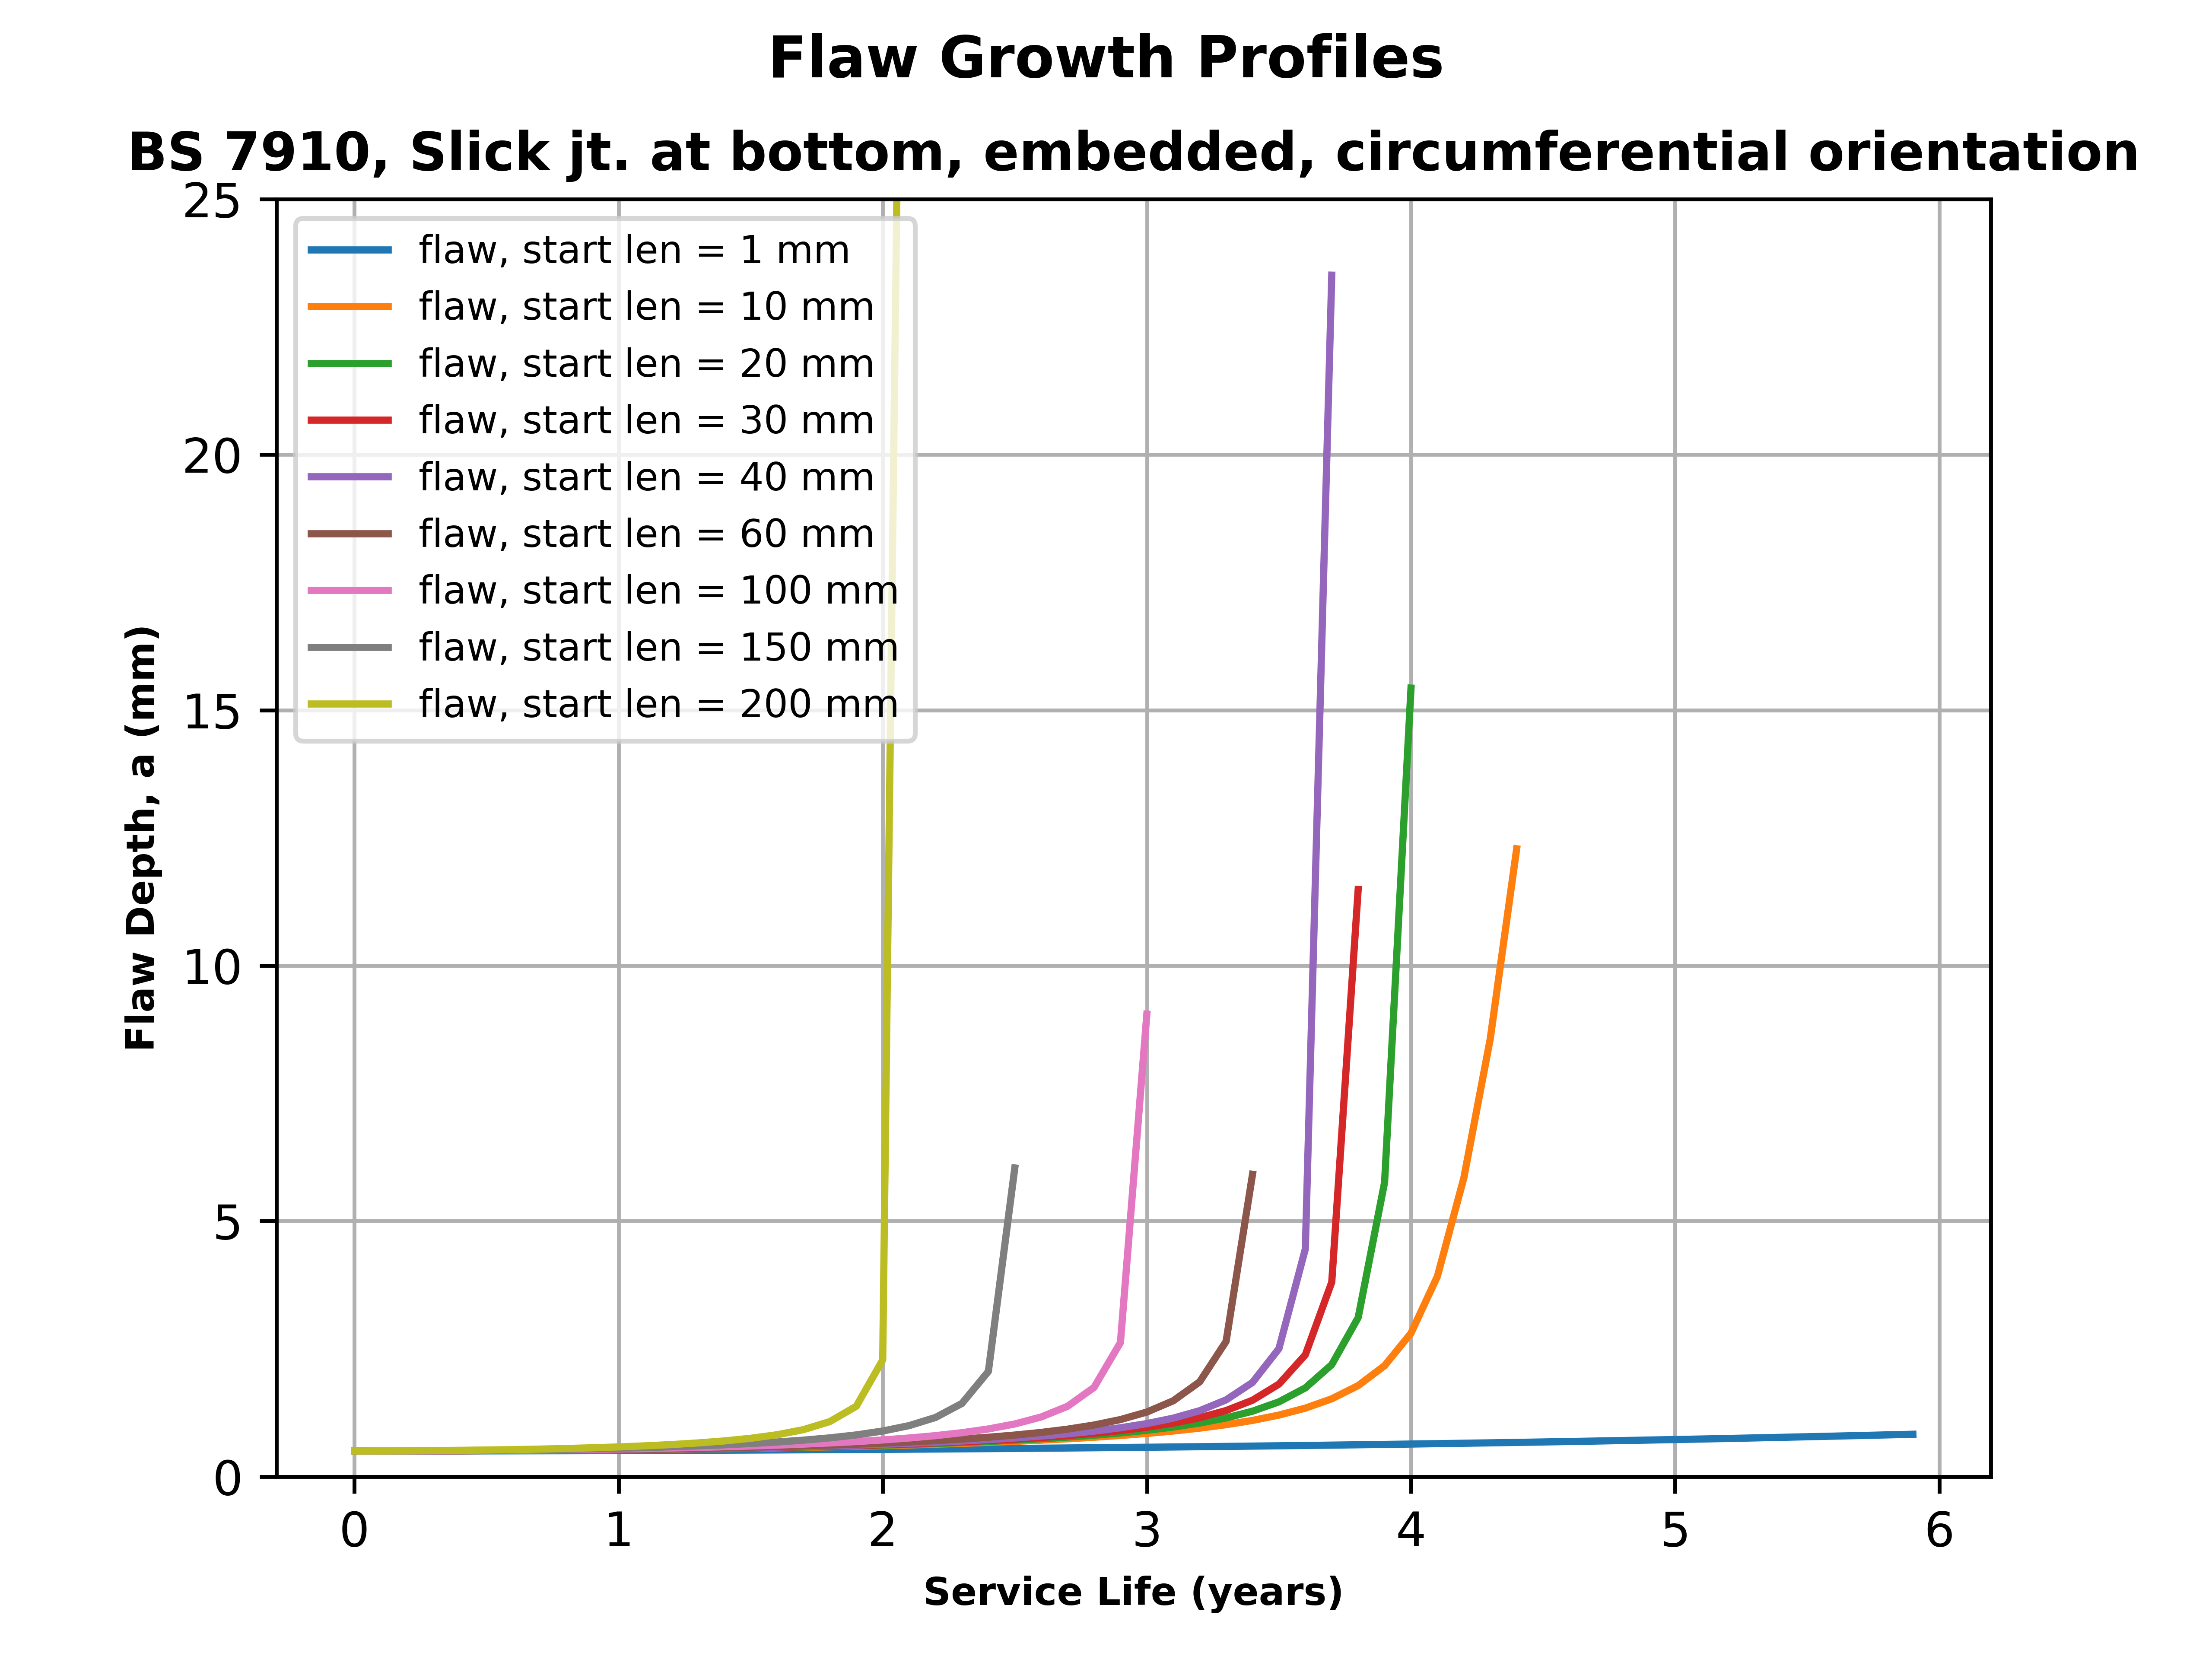 Flaw Growth Profiles
BS 7910, Slick jt. at bottom, embedded, circumferential orientation
25
20
15
10
5
0
Flaw Depth, a (mm)
flaw, start len = 1 mm
flaw, start len = 10 mm
flaw, start len = 20 mm
flaw, start len = 30 mm
flaw, start len = 40 mm
flaw, start len = 60 mm
flaw, start len = 100 mm
flaw, start len = 150 mm
flaw, start len = 200 mm
0 1 2 3 4 5 6
Service Life (years)